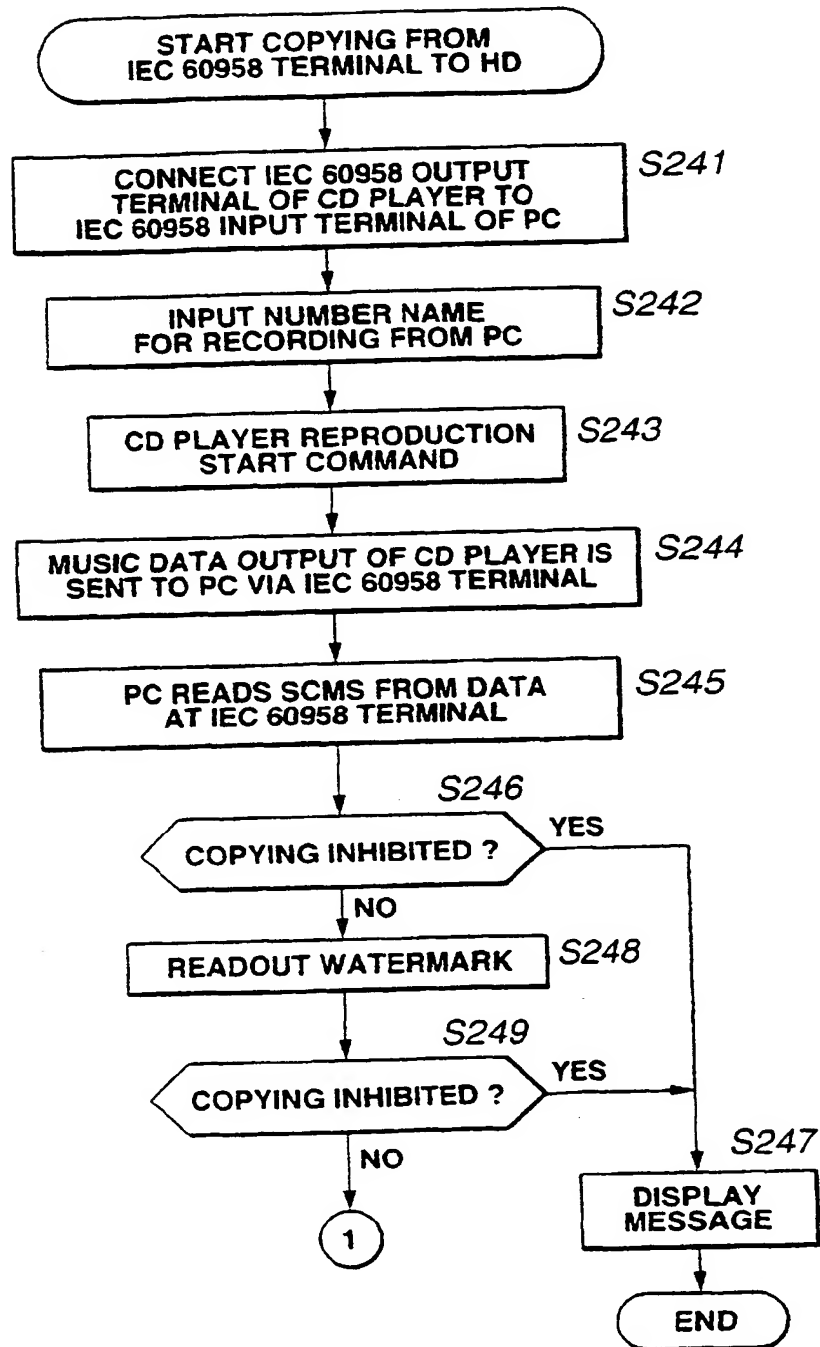 START COPYING FROM
IEC 60958 TERMINAL TO HD
CONNECT IEC 60958 OUTPUT
TERMINAL OF CD PLAYER TO
IEC 60958 INPUT TERMINAL OF PC
S241
INPUT NUMBER NAME
FOR RECORDING FROM PC
S242
CD PLAYER REPRODUCTION
START COMMAND
S243
MUSIC DATA OUTPUT OF CD PLAYER IS
SENT TO PC VIA IEC 60958 TERMINAL
S244
PC READS SCMS FROM DATA
AT IEC 60958 TERMINAL
S245
S246
COPYING INHIBITED ?
YES
NO
READOUT WATERMARK
S248
S249
COPYING INHIBITED ?
YES
NO
S247
DISPLAY
MESSAGE
1
END